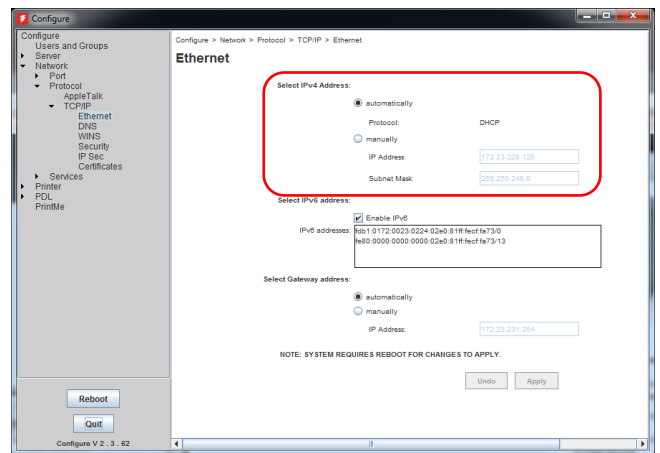 Configure
Configure
Users and Groups
Server
Network
Port
Protocol
AppleTalk
TCP/IP
Ethernet
DNS
WINS
Security
IP Sec
Certificates
Services
Printer
PDL
PrintMe
Reboot
Quit
Configure V 2 . 3 . 62
Configure > Network > Protocol > TCP/IP > Ethernet
Ethernet
Select IPv4 Address:
automatically
Protocol: DHCP
manually
IP Address: 172.23.228.125
Subnet Mask: 255.255.248.0
Select IPv6 address:
Enable IPv6
IPv6 addresses: fdb1:0172:0023:0224:02e0:81ff:fecf:fa73/0
fe80:0000:0000:0000:02e0:81ff:fecf:fa73/13
Select Gateway address:
automatically
manually
IP Address: 172.23.231.254
NOTE: SYSTEM REQUIRES REBOOT FOR CHANGES TO APPLY.
Undo Apply